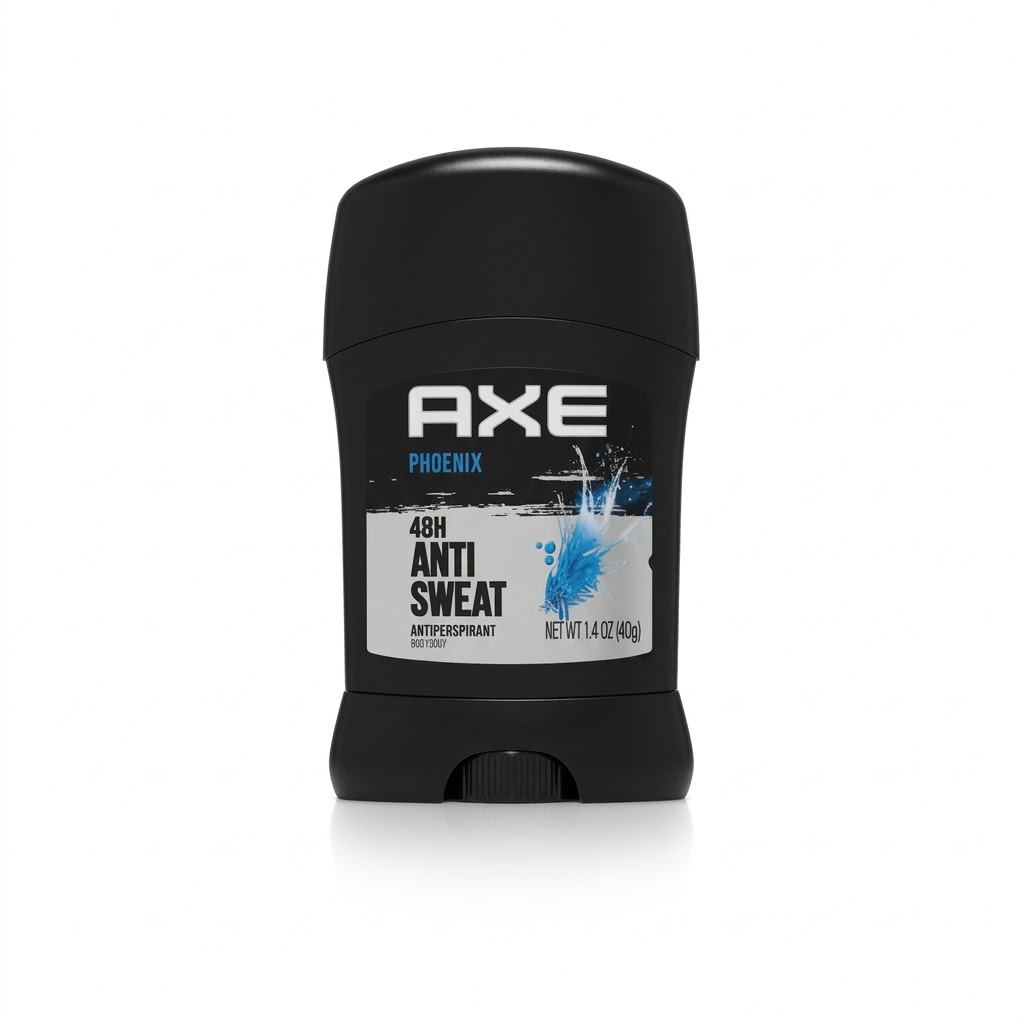 AXE
PHOENIX
48H
ANTI
SWEAT
ANTIPERSPIRANT
NET WT 1.4 OZ (40g)